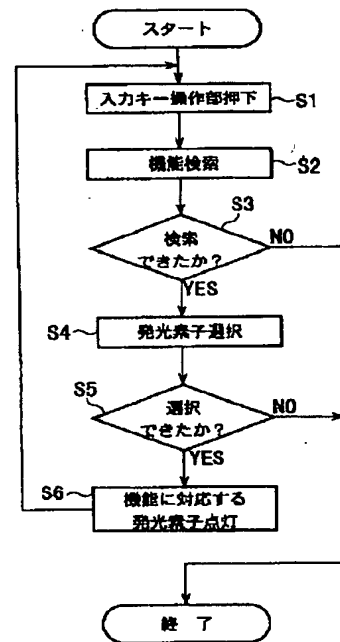 スタート
入力キー操作部押下 S1
機能検索 S2
S3
検索 NO
できたか?
YES
S4 発光素子選択
S5
選択 NO
できたか?
YES
S6 機能に対応する
発光素子点灯
終 了